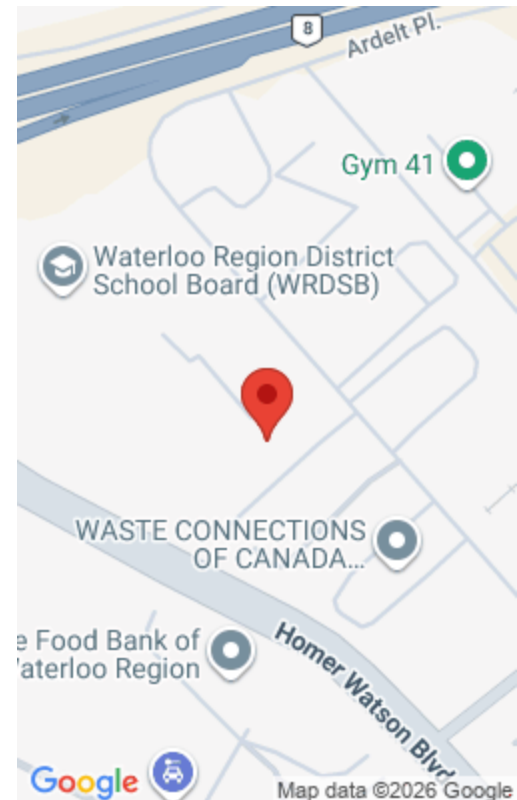 8
Ardelt Pl.
Gym 41
Waterloo Region District
School Board (WRDSB)
WASTE CONNECTIONS
OF CANADA...
e Food Bank of
Vaterloo Region
Homer Watson Blvd
Google
Map data ©2026 Google